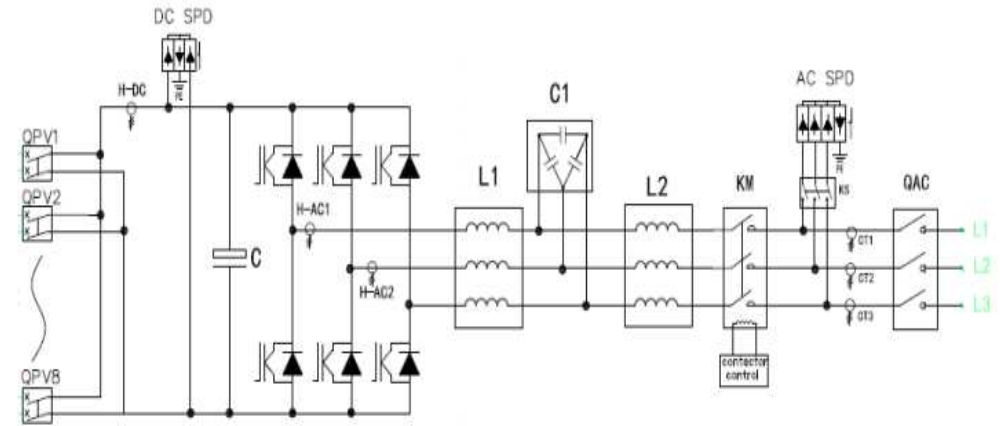 DC SPD
H-DC
QPV1
QPV2
QPV8
C
H-AC1
H-AC2
L1
C1
L2
KM
contactor
control
AC SPD
KS
QAC
CT1
CT2
CT3
L1
L2
L3